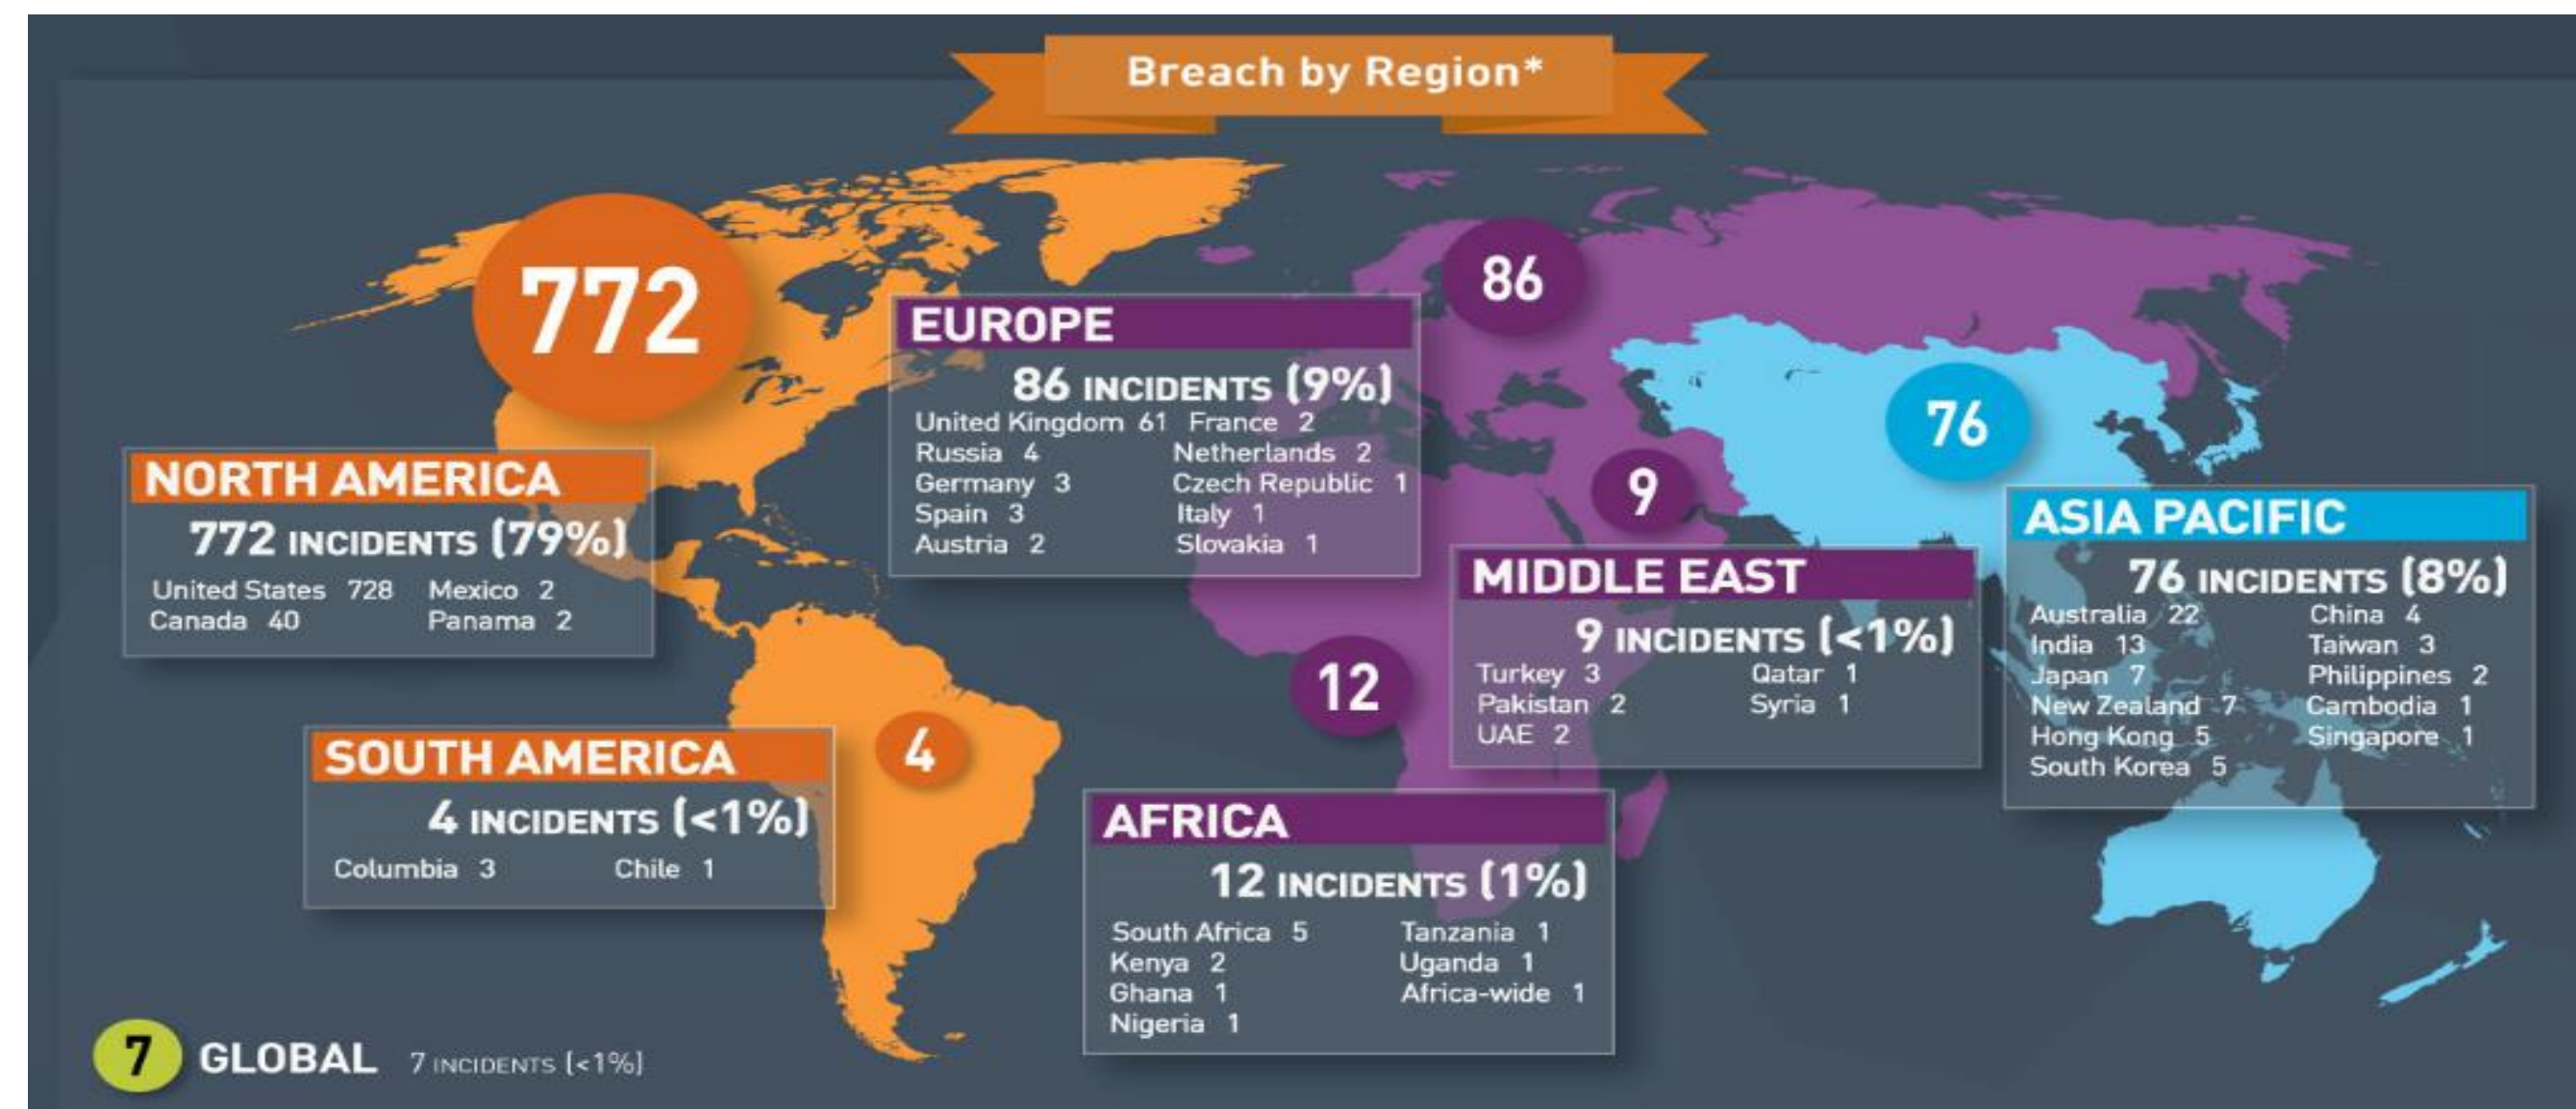 Breach by Region*
772
NORTH AMERICA
772 INCIDENTS (79%)
United States 728 Mexico 2
Canada 40 Panama 2
86
EUROPE
86 INCIDENTS (9%)
United Kingdom 61 France 2
Russia 4 Netherlands 2
Germany 3 Czech Republic 1
Spain 3 Italy 1
Austria 2 Slovakia 1
76
ASIA PACIFIC
76 INCIDENTS (8%)
Australia 22 China 4
India 13 Taiwan 3
Japan 7 Philippines 2
New Zealand 7 Cambodia 1
Hong Kong 5 Singapore 1
South Korea 5
9
MIDDLE EAST
9 INCIDENTS (<1%)
Turkey 3 Qatar 1
Pakistan 2 Syria 1
UAE 2
4
SOUTH AMERICA
4 INCIDENTS (<1%)
Columbia 3 Chile 1
12
AFRICA
12 INCIDENTS (1%)
South Africa 5 Tanzania 1
Kenya 2 Uganda 1
Ghana 1 Africa-wide 1
Nigeria 1
7 GLOBAL 7 INCIDENTS (<1%)